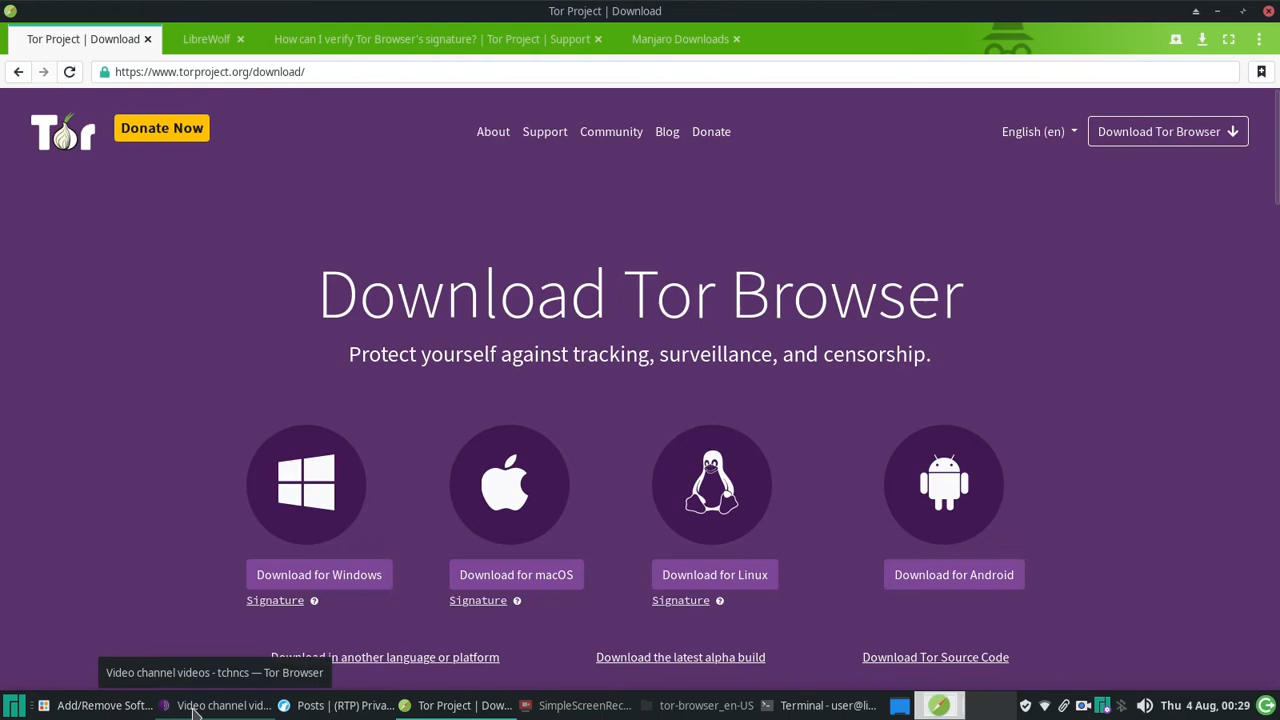 Tor Project | Download
Tor Project | Download
LibreWolf
How can I verify Tor Browser's signature? | Tor Project | Support
Manjaro Downloads
https://www.torproject.org/download/
Tor
Donate Now
About
Support
Community
Blog
Donate
English (en)
Download Tor Browser
Download Tor Browser
Protect yourself against tracking, surveillance, and censorship.
Download for Windows
Download for macOS
Download for Linux
Download for Android
Signature
Signature
Signature
Download in another language or platform
Download the latest alpha build
Download Tor Source Code
Video channel videos - tchncs — Tor Browser
Add/Remove Soft...
Video channel vid...
Posts | (RTP) Priva...
Tor Project | Dow...
SimpleScreenRec...
tor-browser_en-US
Terminal - user@li...
Thu 4 Aug, 00:29